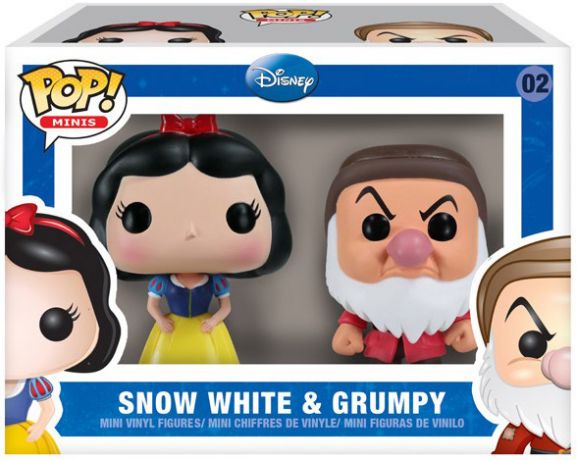 POP!
MINIS
Disney
02
SNOW WHITE & GRUMPY
MINI VINYL FIGURES/ MINI CHIFFRES DE VINYLE/ MINI FIGURAS DE VINILO